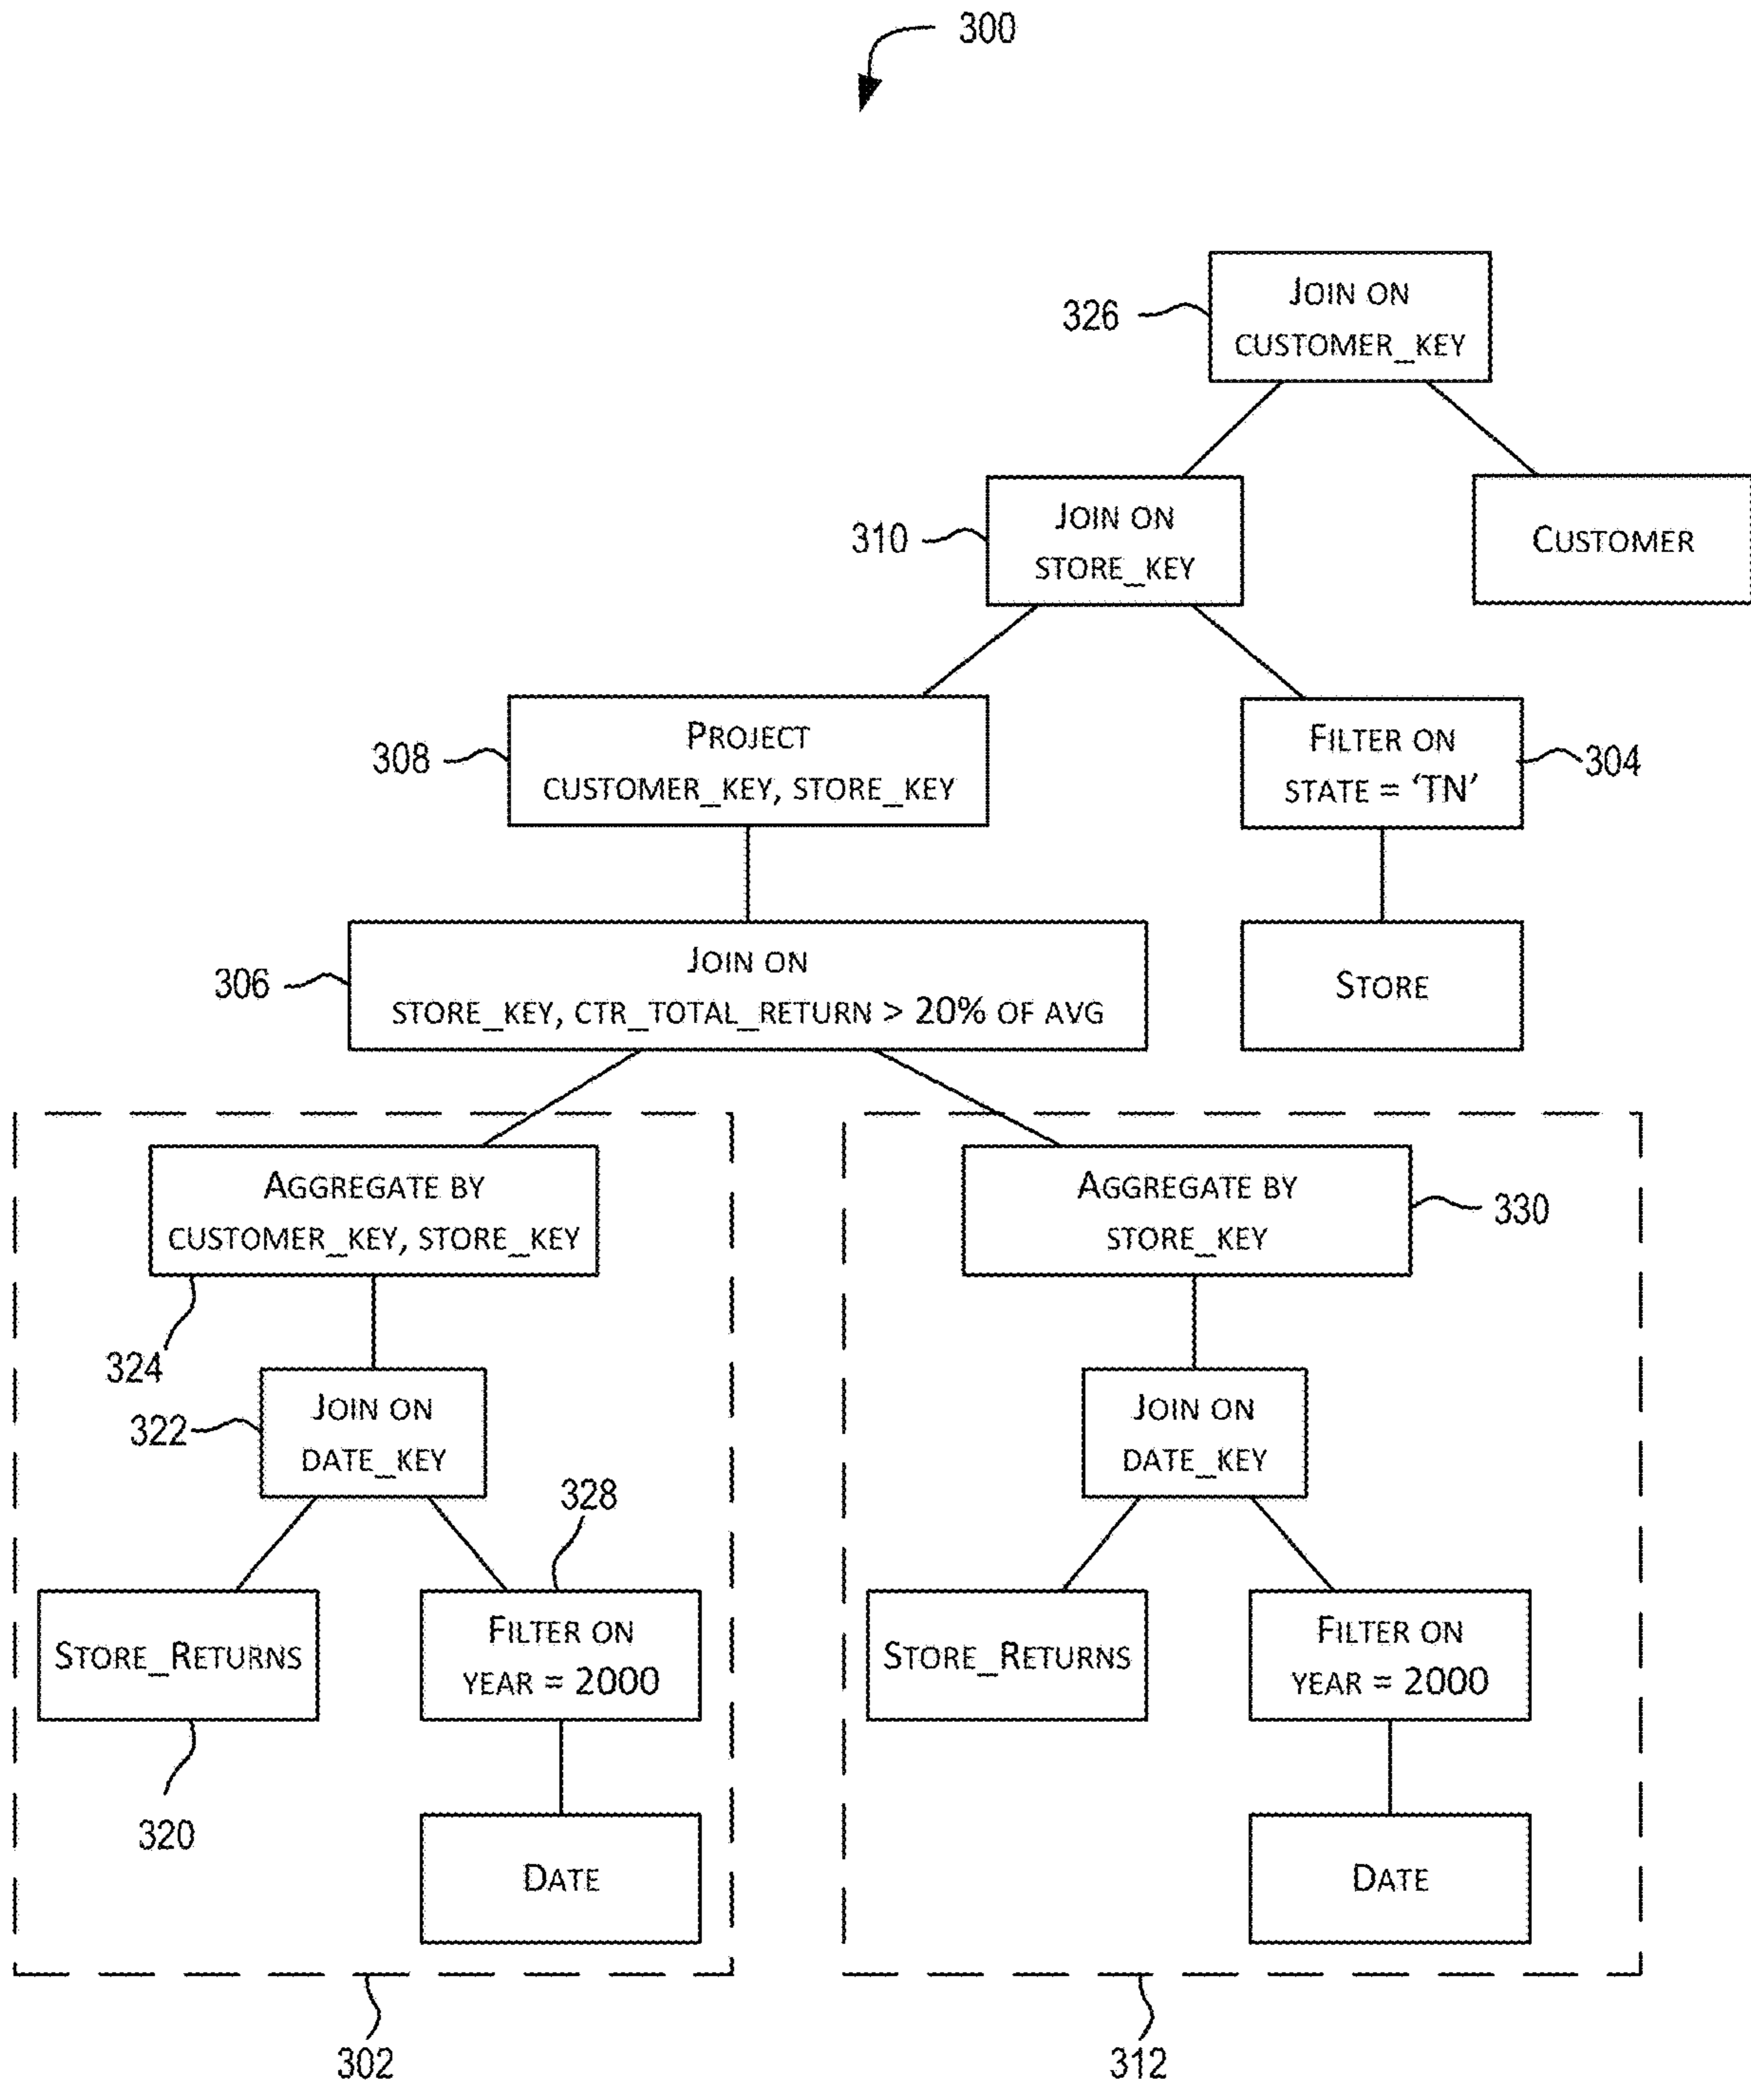 300
326
JOIN ON
CUSTOMER_KEY
310
JOIN ON
STORE_KEY
CUSTOMER
308
PROJECT
CUSTOMER_KEY, STORE_KEY
FILTER ON
STATE = ‘TN’
304
306
JOIN ON
STORE_KEY, CTR_TOTAL_RETURN > 20% OF AVG
STORE
AGGREGATE BY
CUSTOMER_KEY, STORE_KEY
324
AGGREGATE BY
STORE_KEY
330
322
JOIN ON
DATE_KEY
328
JOIN ON
DATE_KEY
STORE_RETURNS
320
FILTER ON
YEAR = 2000
STORE_RETURNS
FILTER ON
YEAR = 2000
DATE
DATE
302
312